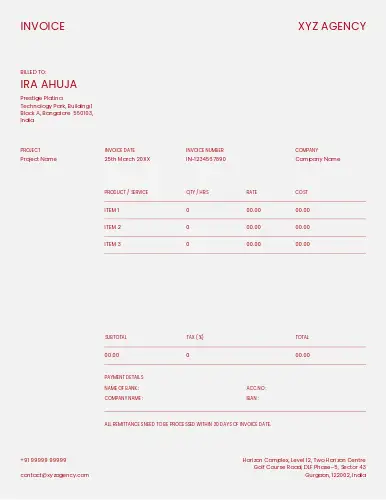 INVOICE XYZ AGENCY
BILLED TO:
IRA AHUJA
Prestige Platina
Technology Park, Building 1
Block A, Bangalore 560103,
India
PROJECT INVOICE DATE INVOICE NUMBER COMPANY
Project Name 25th March 20XX IN-1234567890 Company Name
PRODUCT / SERVICE QTY / HRS RATE COST
ITEM 1 0 00.00 00.00
ITEM 2 0 00.00 00.00
ITEM 3 0 00.00 00.00
SUBTOTAL TAX (%) TOTAL
00.00 0 00.00
PAYMENT DETAILS
NAME OF BANK: ACC NO:
COMPANY NAME: IBAN:
ALL REMITTANCES NEED TO BE PROCESSED WITHIN 30 DAYS OF INVOICE DATE.
+91 99999 99999 Horizon Complex, Level 12, Two Horizon Centre
Golf Course Road, DLF Phase-5, Sector 43
contact@xyzagency.com Gurgaon, 122002, India